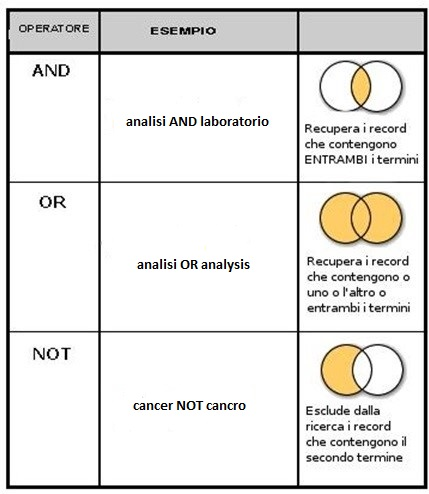 OPERATORE
ESEMPIO
AND
analisi AND laboratorio
Recupera i record
che contengono
ENTRAMBI i termini
OR
analisi OR analysis
Recupera i record
che contengono o
uno o l'altro o
entrambi i termini
NOT
cancer NOT cancro
Esclude dalla
ricerca i record
che contengono il
secondo termine